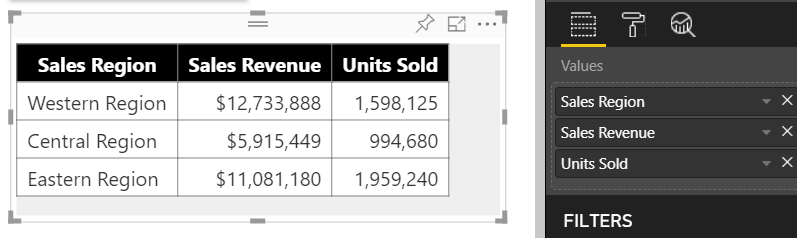 Sales Region Sales Revenue Units Sold
Western Region $12,733,888 1,598,125
Central Region $5,915,449 994,680
Eastern Region $11,081,180 1,959,240
Values
Sales Region
Sales Revenue
Units Sold
FILTERS